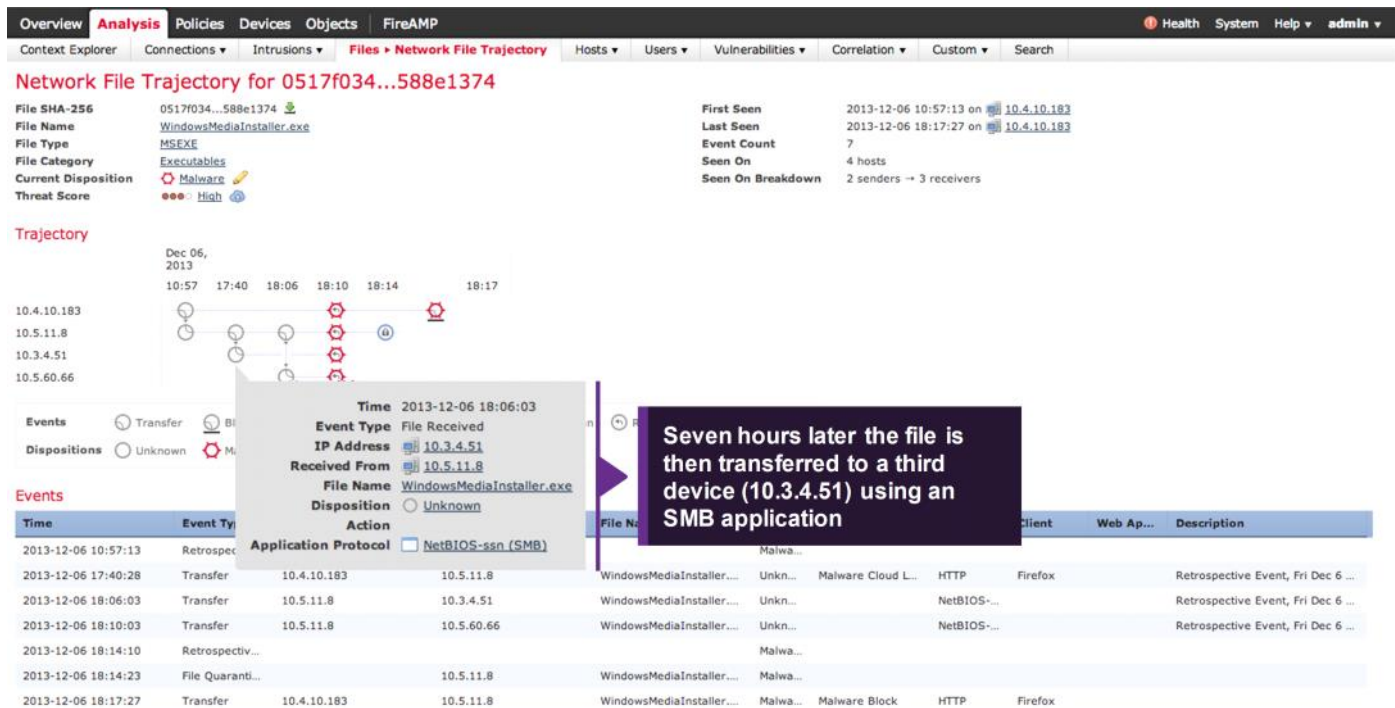 Overview Analysis Policies Devices Objects FireAMP Health System Help admin
Context Explorer Connections Intrusions Files Network File Trajectory Hosts Users Vulnerabilities Correlation Custom Search
Network File Trajectory for 0517f034...588e1374
File SHA-256 0517f034...588e1374 First Seen 2013-12-06 10:57:13 on 10.4.10.183
File Name WindowsMediaInstaller.exe Last Seen 2013-12-06 18:17:27 on 10.4.10.183
File Type MSEXE Event Count 7
File Category Executables Seen On 4 hosts
Current Disposition Malware Seen On Breakdown 2 senders → 3 receivers
Threat Score High
Trajectory
Dec 06,
2013
10:57 17:40 18:06 18:10 18:14 18:17
10.4.10.183
10.5.11.8
10.3.4.51
10.5.60.66
Time 2013-12-06 18:06:03
Event Type File Received
IP Address 10.3.4.51
Received From 10.5.11.8
File Name WindowsMediaInstaller.exe
Disposition Unknown
Action
Application Protocol NetBIOS-ssn (SMB)
Seven hours later the file is
then transferred to a third
device (10.3.4.51) using an
SMB application
Events Transfer
Dispositions Unknown
Events
Time Event Ty File Na Client Web Ap... Description
2013-12-06 10:57:13 Retrospec Malwa...
2013-12-06 17:40:28 Transfer 10.4.10.183 10.5.11.8 WindowsMediaInstaller.... Unkn... Malware Cloud L... HTTP Firefox Retrospective Event, Fri Dec 6 ...
2013-12-06 18:06:03 Transfer 10.5.11.8 10.3.4.51 WindowsMediaInstaller.... Unkn... NetBIOS-... Retrospective Event, Fri Dec 6 ...
2013-12-06 18:10:03 Transfer 10.5.11.8 10.5.60.66 WindowsMediaInstaller.... Unkn... NetBIOS-... Retrospective Event, Fri Dec 6 ...
2013-12-06 18:14:10 Retrospectiv... Malwa...
2013-12-06 18:14:23 File Quaranti... 10.5.11.8 WindowsMediaInstaller.... Malwa...
2013-12-06 18:17:27 Transfer 10.4.10.183 10.5.11.8 WindowsMediaInstaller.... Malwa... Malware Block HTTP Firefox